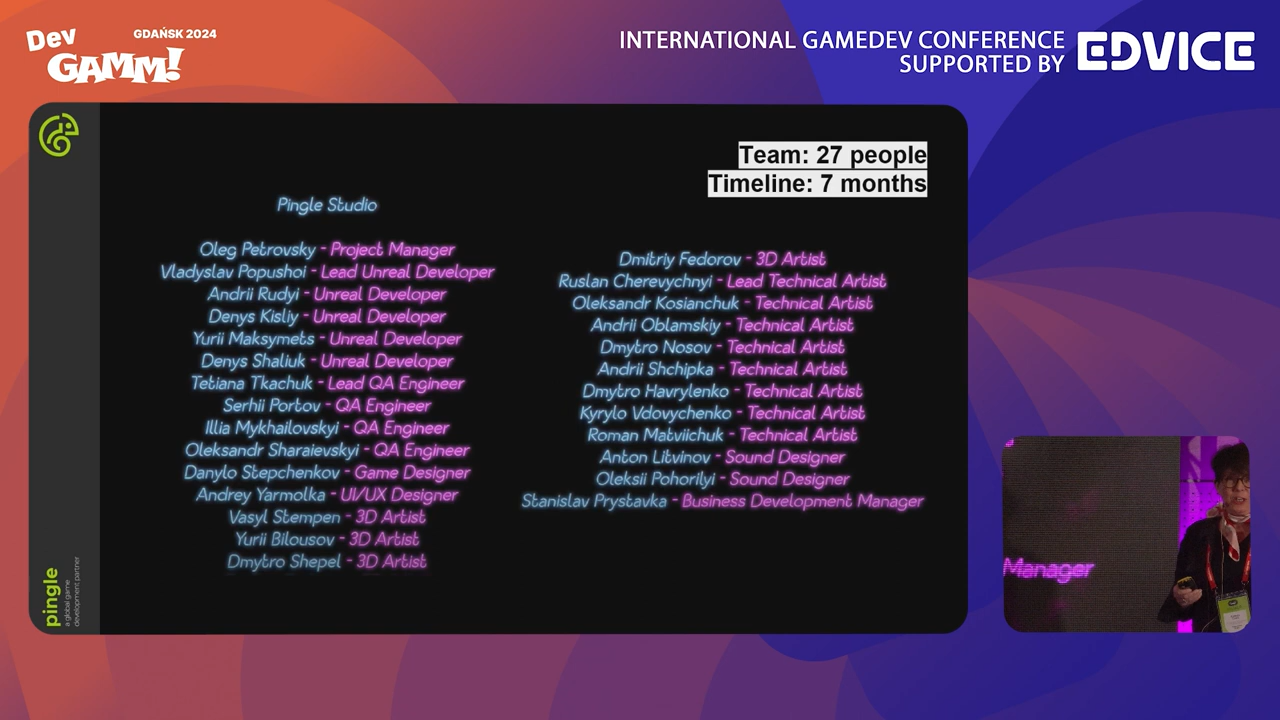 Dev
GAMM!
GDAŃSK 2024
INTERNATIONAL GAMEDEV CONFERENCE
SUPPORTED BY
EDVICE
Team: 27 people
Timeline: 7 months
Pingle Studio
Oleg Petrovsky - Project Manager
Vladyslav Popushoi - Lead Unreal Developer
Andrii Rudyi - Unreal Developer
Denys Kisliy - Unreal Developer
Yurii Maksymets - Unreal Developer
Denys Shaliuk - Unreal Developer
Tetiana Tkachuk - Lead QA Engineer
Serhii Portov - QA Engineer
Illia Mykhailovskyi - QA Engineer
Oleksandr Sharaievskyi - QA Engineer
Danylo Stepchenkov - Game Designer
Andrey Yarmolka - UI/UX Designer
Vasyl Stempen - 3D Artist
Yurii Bilousov - 3D Artist
Dmytro Shepel - 3D Artist
Dmitriy Fedorov - 3D Artist
Ruslan Cherevychnyi - Lead Technical Artist
Oleksandr Kosianchuk - Technical Artist
Andrii Oblamskiy - Technical Artist
Dmytro Nosov - Technical Artist
Andrii Shchipka - Technical Artist
Dmytro Havrylenko - Technical Artist
Kyrylo Vdovychenko - Technical Artist
Roman Matviichuk - Technical Artist
Anton Litvinov - Sound Designer
Oleksii Pohorilyi - Sound Designer
Stanislav Prystavka - Business Development Manager
pingle
a global game
development partner
Manager